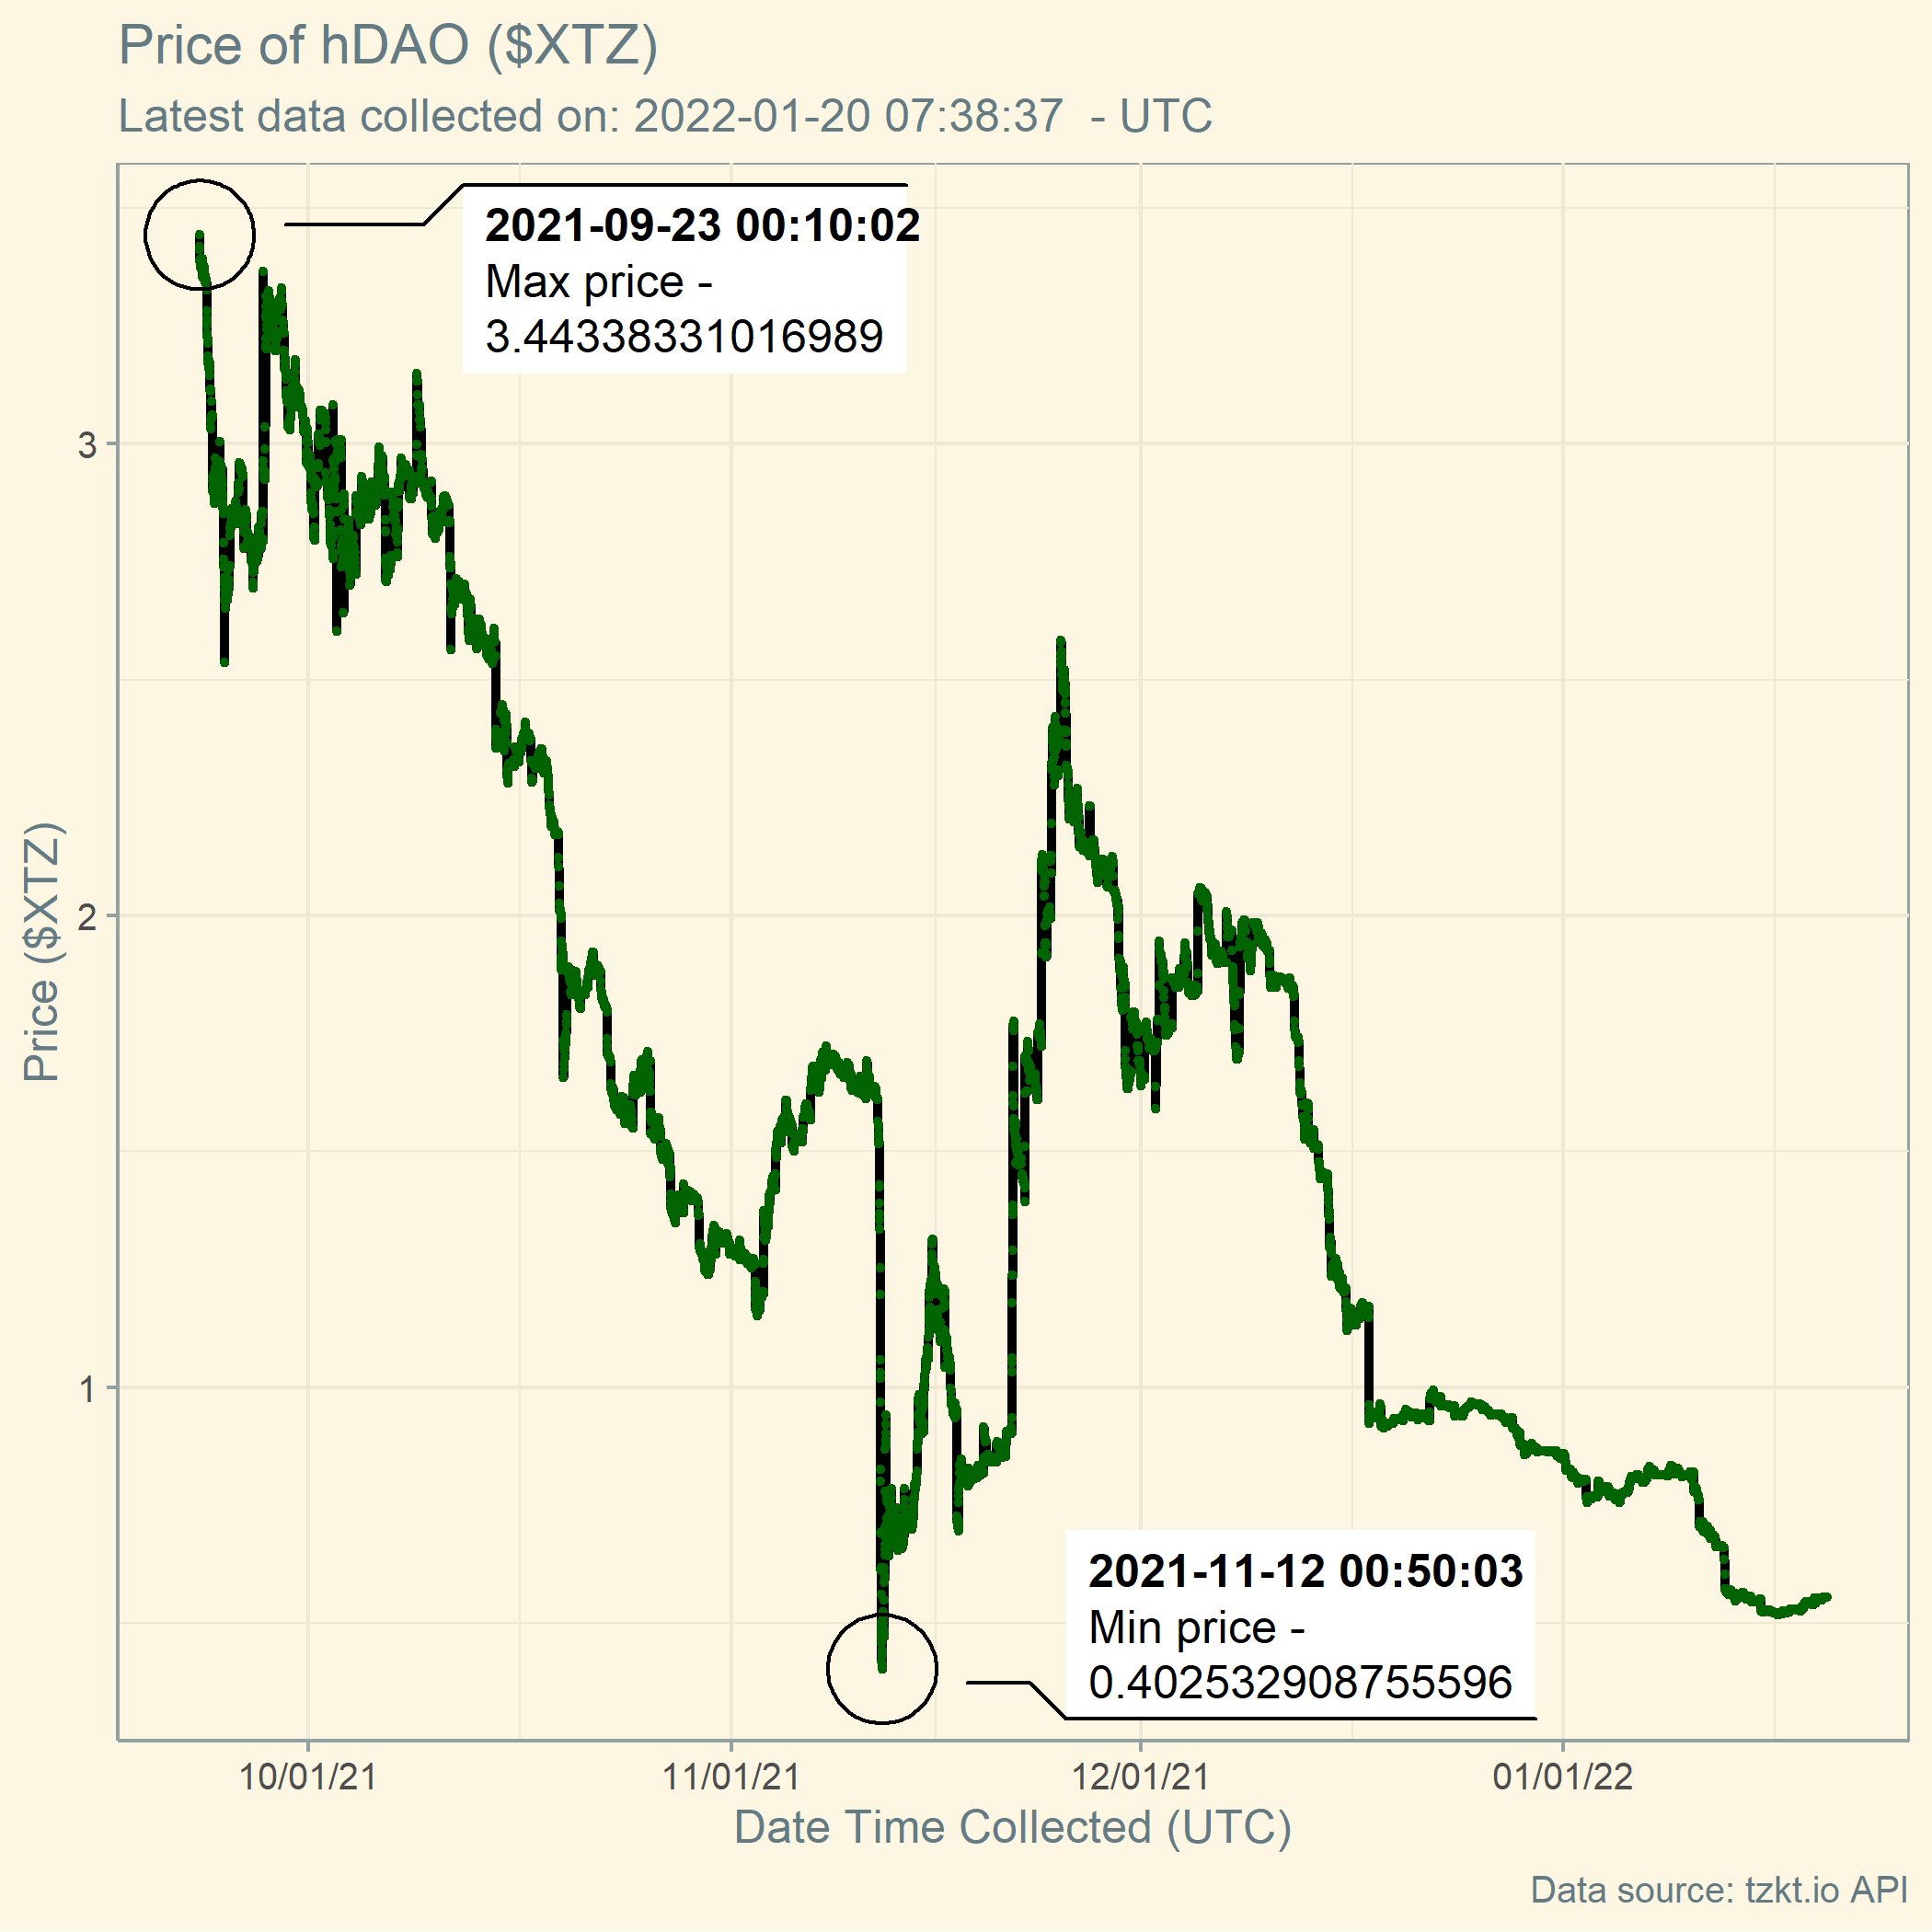 Price of hDAO ($XTZ)
Latest data collected on: 2022-01-20 07:38:37  - UTC
2021-09-23 00:10:02
Max price -
3.44338331016989
3
2
1
Price ($XTZ)
2021-11-12 00:50:03
Min price -
0.402532908755596
10/01/21
11/01/21
12/01/21
01/01/22
Date Time Collected (UTC)
Data source: tzkt.io API